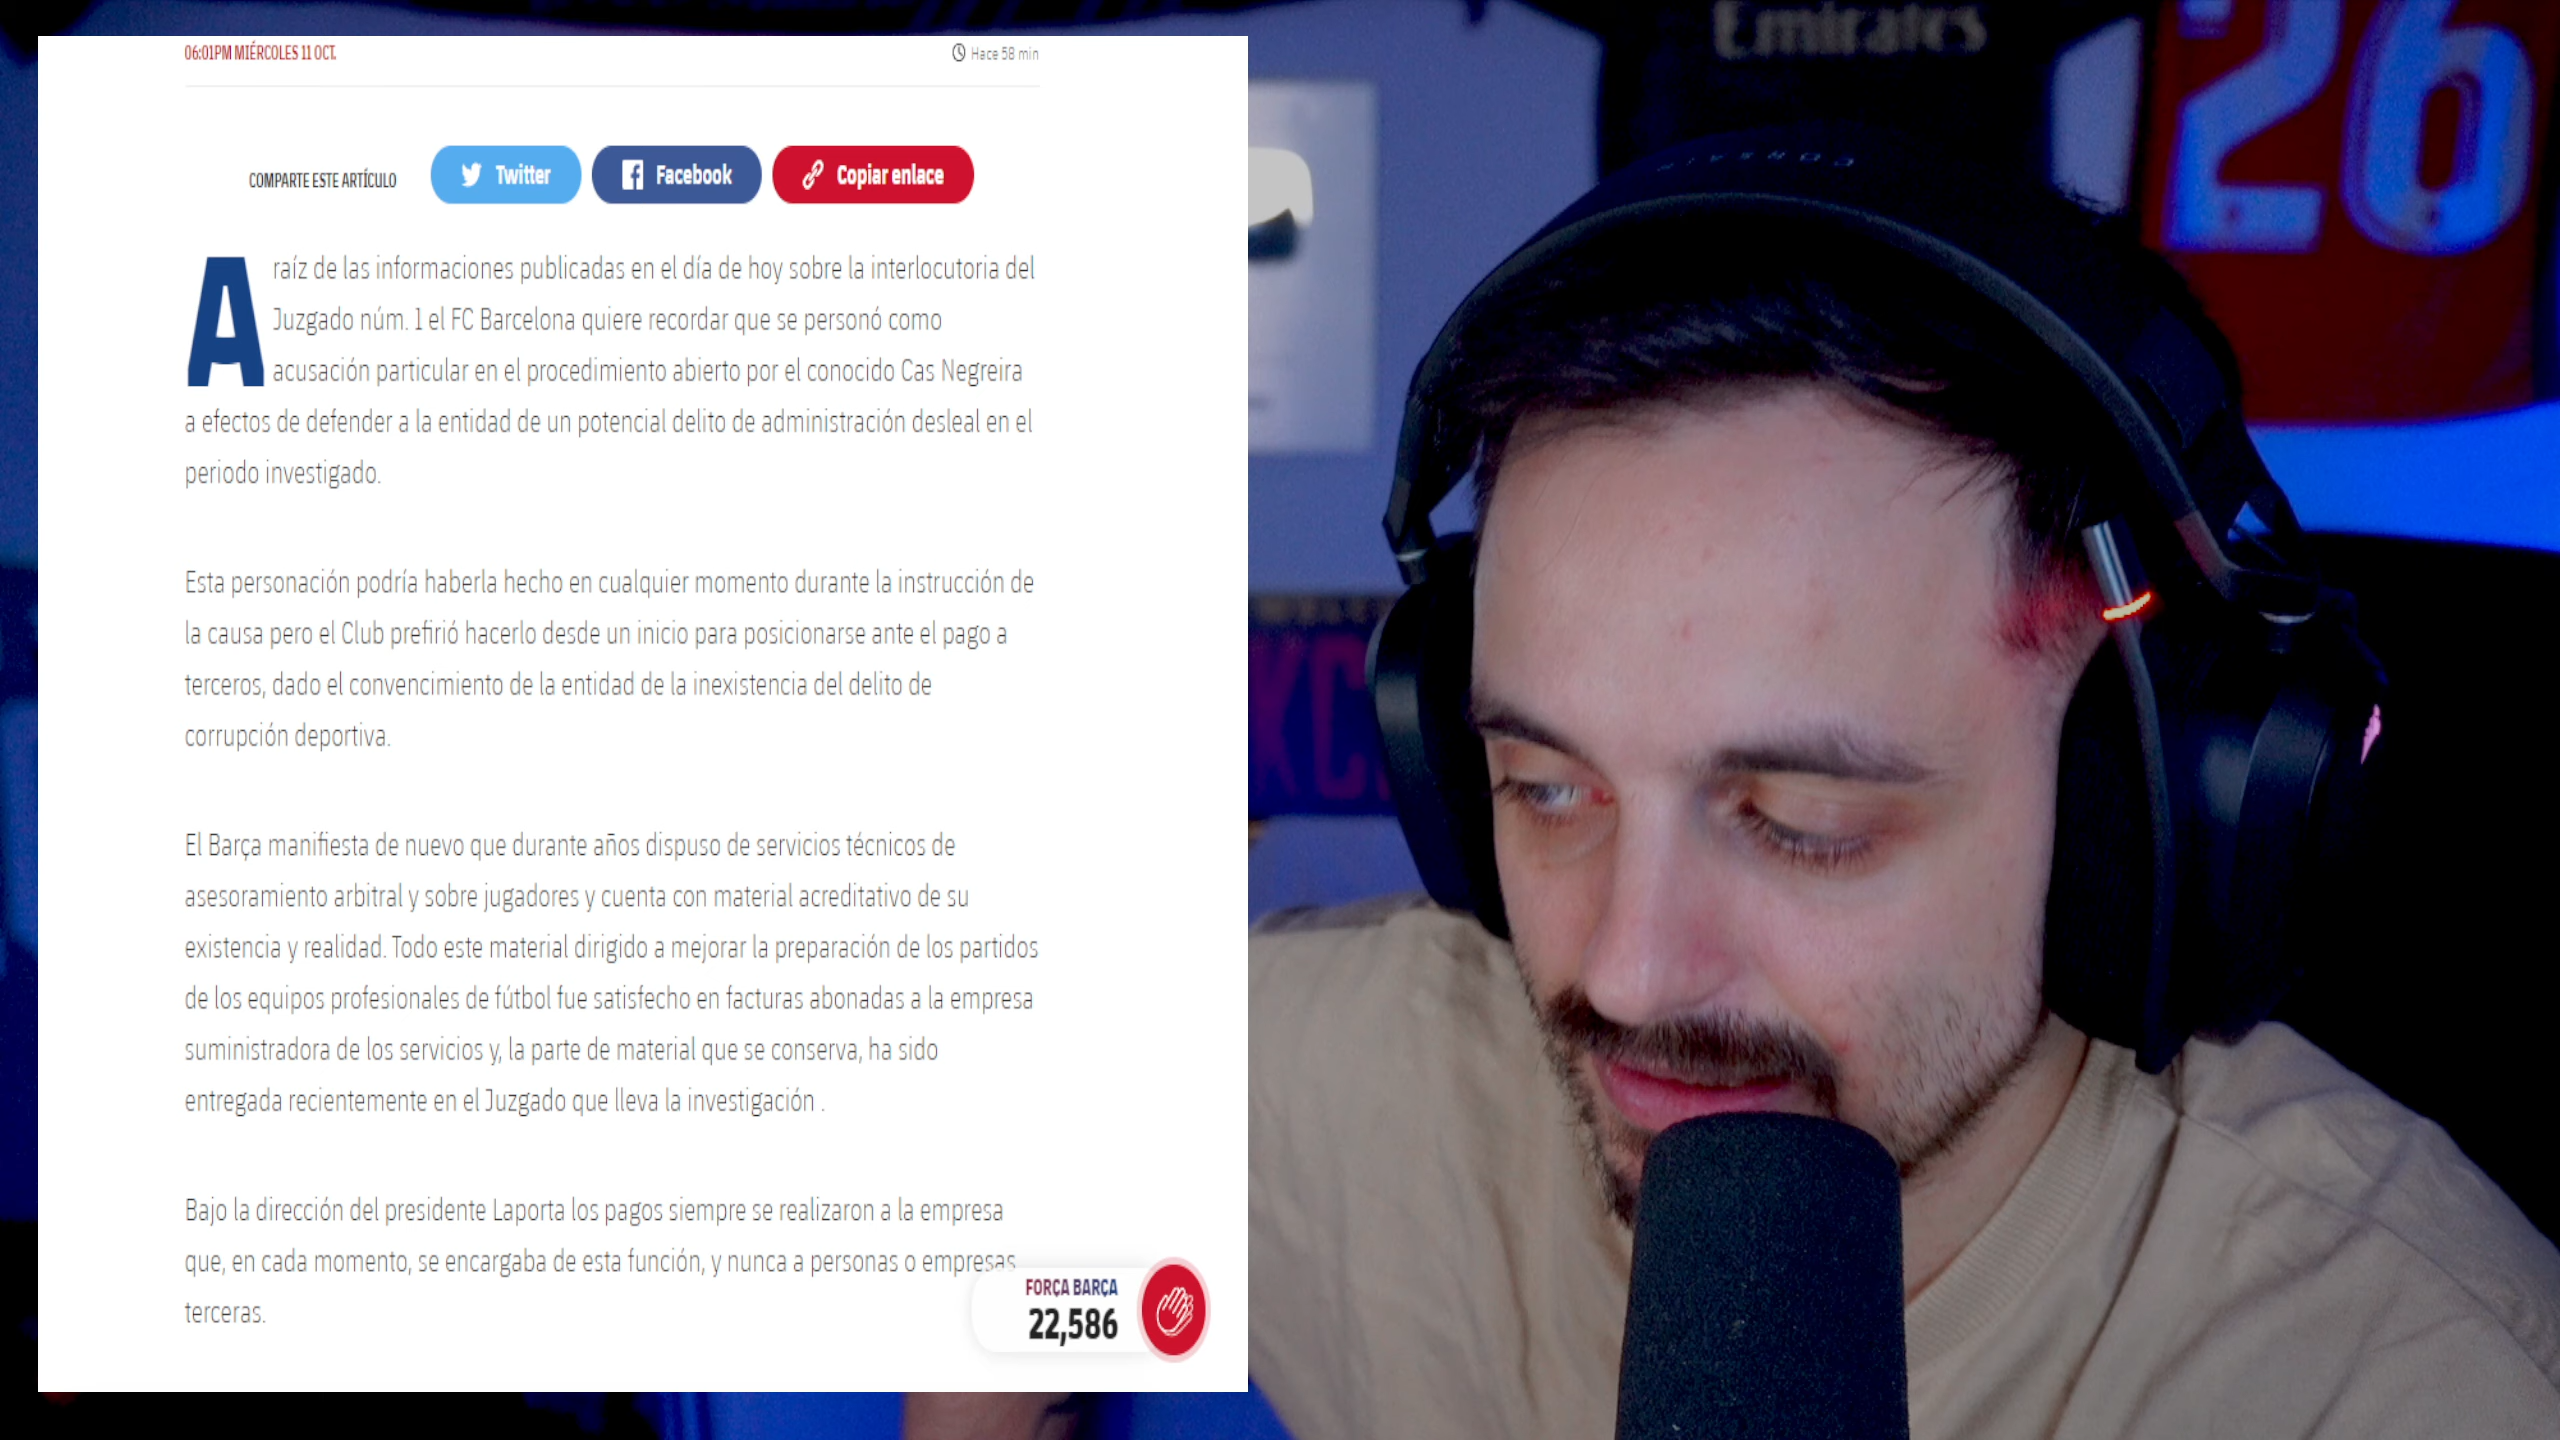 06:01PM MIÉRCOLES 11 OCT.
Hace 58 min
COMPARTE ESTE ARTÍCULO
Twitter
Facebook
Copiar enlace
A raíz de las informaciones publicadas en el día de hoy sobre la interlocutoria del
Juzgado núm. 1 el FC Barcelona quiere recordar que se personó como
acusación particular en el procedimiento abierto por el conocido Cas Negreira
a efectos de defender a la entidad de un potencial delito de administración desleal en el
periodo investigado.
Esta personación podría haberla hecho en cualquier momento durante la instrucción de
la causa pero el Club prefirió hacerlo desde un inicio para posicionarse ante el pago a
terceros, dado el convencimiento de la entidad de la inexistencia del delito de
corrupción deportiva.
El Barça manifiesta de nuevo que durante años dispuso de servicios técnicos de
asesoramiento arbitral y sobre jugadores y cuenta con material acreditativo de su
existencia y realidad. Todo este material dirigido a mejorar la preparación de los partidos
de los equipos profesionales de fútbol fue satisfecho en facturas abonadas a la empresa
suministradora de los servicios y, la parte de material que se conserva, ha sido
entregada recientemente en el Juzgado que lleva la investigación .
Bajo la dirección del presidente Laporta los pagos siempre se realizaron a la empresa
que, en cada momento, se encargaba de esta función, y nunca a personas o empresas
terceras.
FORÇA BARÇA
22,586
Emirates
26
CORSAIR